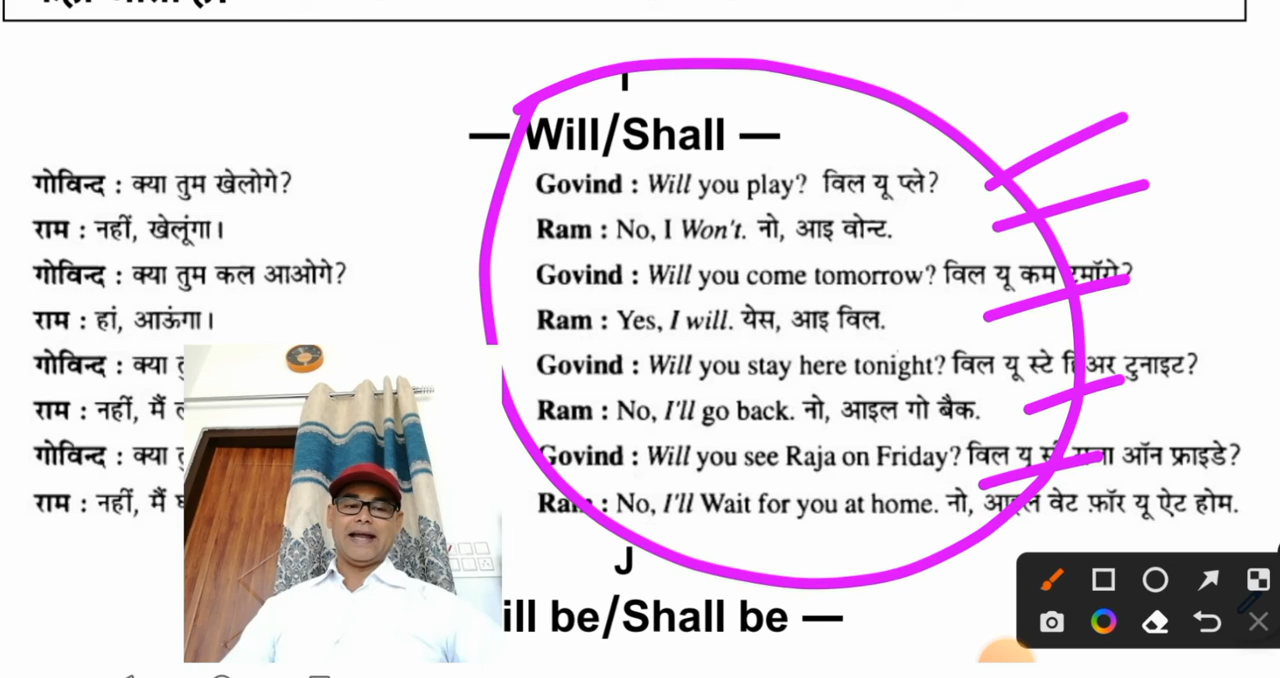 I
— Will/Shall —
गोविन्द : क्या तुम खेलोगे? Govind : Will you play? विल यू प्ले?
राम : नहीं, खेलूंगा। Ram : No, I Won't. नो, आइ वोन्ट.
गोविन्द : क्या तुम कल आओगे? Govind : Will you come tomorrow? विल यू कम टुमॉरो?
राम : हां, आऊंगा। Ram : Yes, I will. येस, आइ विल.
गोविन्द : क्या Govind : Will you stay here tonight? विल यू स्टे हिअर टुनाइट?
राम : नहीं, मैं Ram : No, I'll go back. नो, आइल गो बैक.
गोविन्द : क्या Govind : Will you see Raja on Friday? विल यू ऑन फ्राइडे?
राम : नहीं, मैं Ram : No, I'll Wait for you at home. नो, आइल वेट फ़ॉर यू ऐट होम.
J
ill be/Shall be —